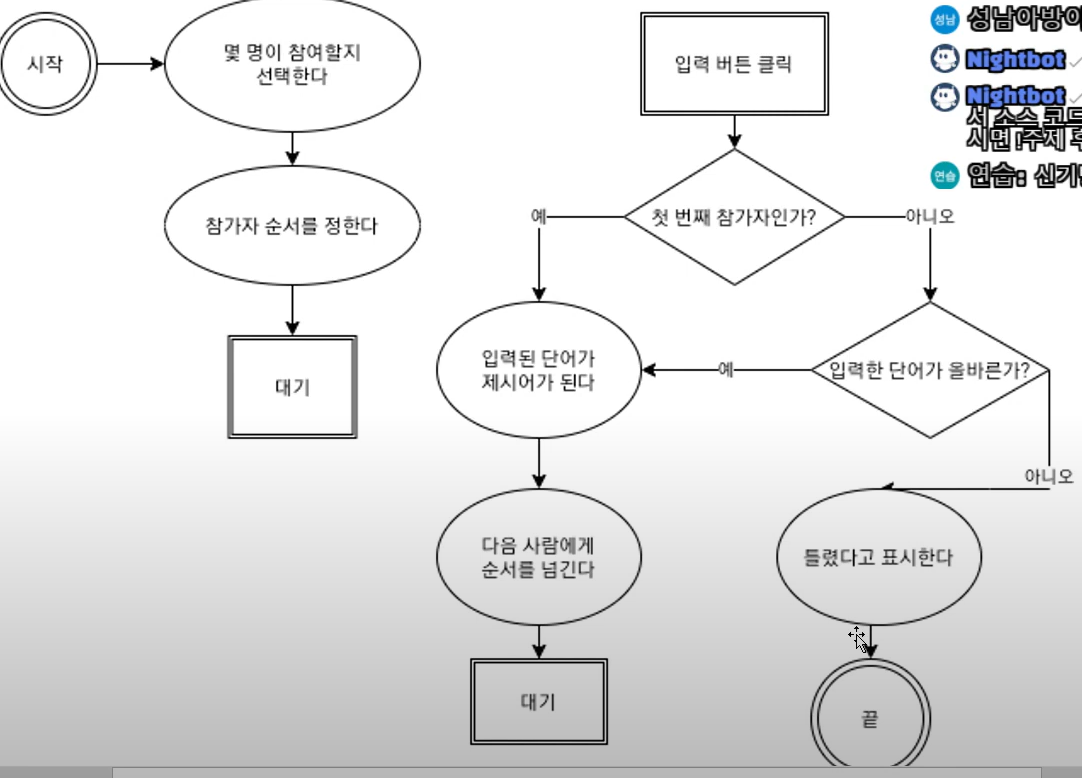 시작
몇 명이 참여할지
선택한다
참가자 순서를 정한다
대기
입력 버튼 클릭
첫 번째 참가자인가?
예
아니오
입력된 단어가
제시어가 된다
예
입력한 단어가 올바른가?
아니오
다음 사람에게
순서를 넘긴다
틀렸다고 표시한다
대기
끝
성남 성남아방이
Nightbot
Nightbot
서 소스 코드
시면 !주제 후
연습 연습: 신기